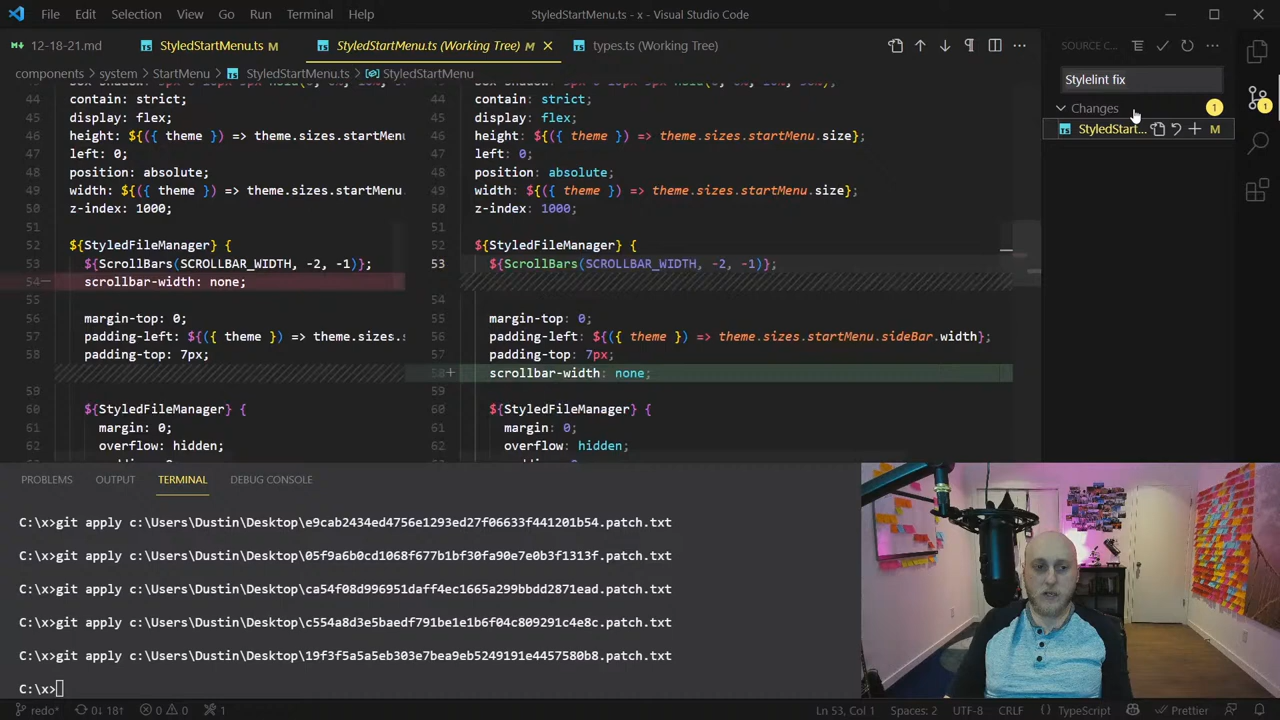 File Edit Selection View Go Run Terminal Help StyledStartMenu.ts - x - Visual Studio Code
12-18-21.md StyledStartMenu.ts M StyledStartMenu.ts (Working Tree) M types.ts (Working Tree) SOURCE C...
components > system > StartMenu > StyledStartMenu.ts > StyledStartMenu
Stylelint fix
Changes 1
StyledStart... M
44 contain: strict; 44 contain: strict;
45 display: flex; 45 display: flex;
46 height: ${({ theme }) => theme.sizes.startMenu 46 height: ${({ theme }) => theme.sizes.startMenu.size};
47 left: 0; 47 left: 0;
48 position: absolute; 48 position: absolute;
49 width: ${({ theme }) => theme.sizes.startMenu. 49 width: ${({ theme }) => theme.sizes.startMenu.size};
50 z-index: 1000; 50 z-index: 1000;
51 51
52 ${StyledFileManager} { 52 ${StyledFileManager} {
53 ${ScrollBars(SCROLLBAR_WIDTH, -2, -1)}; 53 ${ScrollBars(SCROLLBAR_WIDTH, -2, -1)};
54 scrollbar-width: none;
55 54
56 margin-top: 0; 55 margin-top: 0;
57 padding-left: ${({ theme }) => theme.sizes. 56 padding-left: ${({ theme }) => theme.sizes.startMenu.sideBar.width};
58 padding-top: 7px; 57 padding-top: 7px;
58 scrollbar-width: none;
59 59
60 ${StyledFileManager} { 60 ${StyledFileManager} {
61 margin: 0; 61 margin: 0;
62 overflow: hidden; 62 overflow: hidden;
PROBLEMS OUTPUT TERMINAL DEBUG CONSOLE
C:\x>git apply c:\Users\Dustin\Desktop\e9cab2434ed4756e1293ed27f06633f441201b54.patch.txt
C:\x>git apply c:\Users\Dustin\Desktop\05f9a6b0cd1068f677b1bf30fa90e7e0b3f1313f.patch.txt
C:\x>git apply c:\Users\Dustin\Desktop\ca54f08d996951daff4ec1665a299bbdd2871ead.patch.txt
C:\x>git apply c:\Users\Dustin\Desktop\c554a8d3e5baedf791be1e1b6f04c809291c4e8c.patch.txt
C:\x>git apply c:\Users\Dustin\Desktop\19f3f5a5a5eb303e7bea9eb5249191e4457580b8.patch.txt
C:\x>
redo* 0↓ 18↑ 0 0 1 Ln 53, Col 1 Spaces: 2 UTF-8 CRLF {} TypeScript Prettier